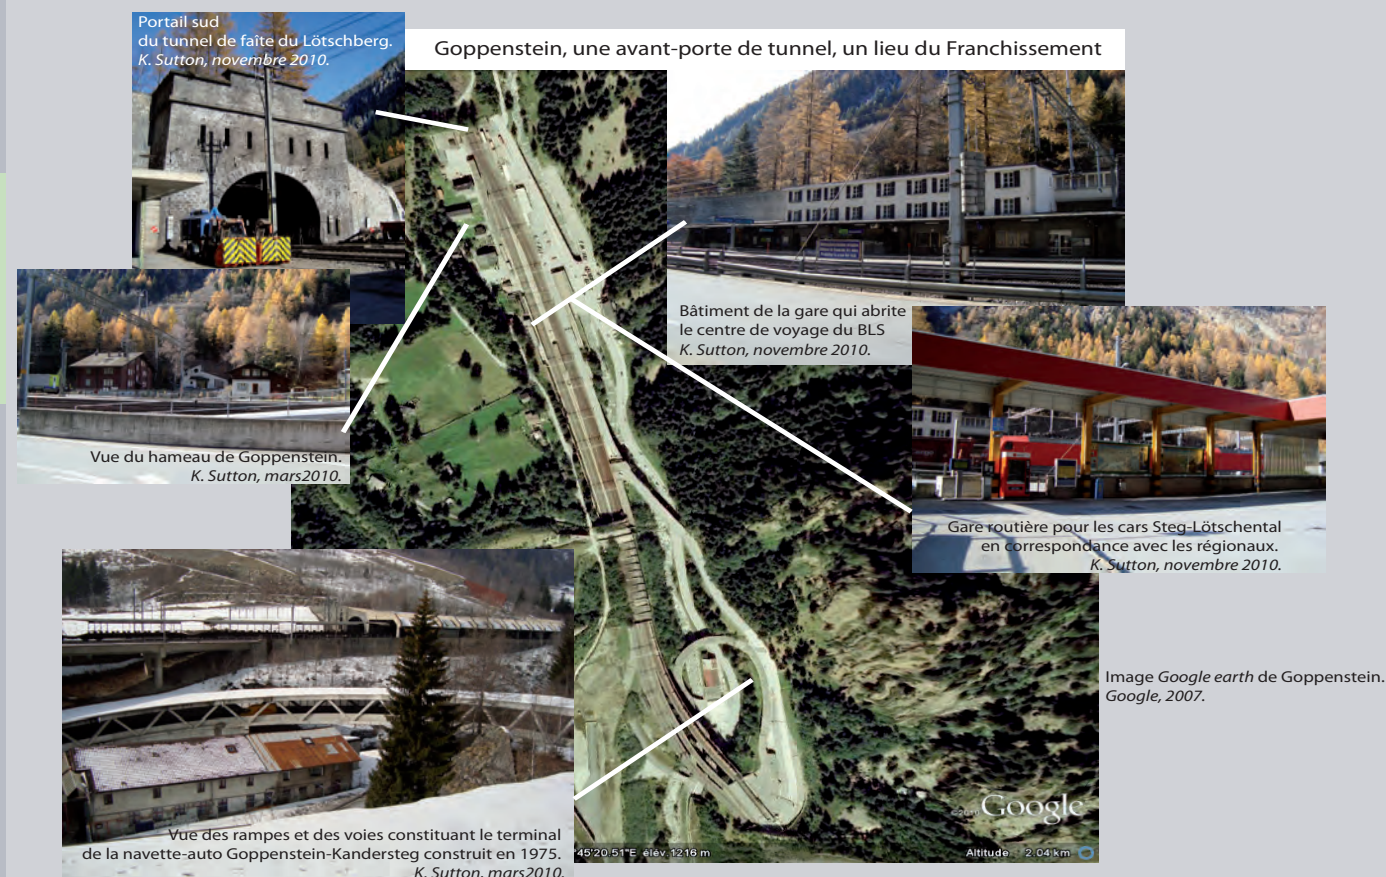 Portail sud
du tunnel de faîte du Lötschberg.
K. Sutton, novembre 2010.
Goppenstein, une avant-porte de tunnel, un lieu du Franchissement
Bâtiment de la gare qui abrite
le centre de voyage du BLS
K. Sutton, novembre 2010.
Vue du hameau de Goppenstein.
K. Sutton, mars2010.
Gare routière pour les cars Steg-Lötschental
en correspondance avec les régionaux.
K. Sutton, novembre 2010.
Image Google earth de Goppenstein.
Google, 2007.
Vue des rampes et des voies constituant le terminal
de la navette-auto Goppenstein-Kandersteg construit en 1975.
K. Sutton, mars2010.
Google
°45'20.51"E élév. 1216 m
Altitude 2.04 km